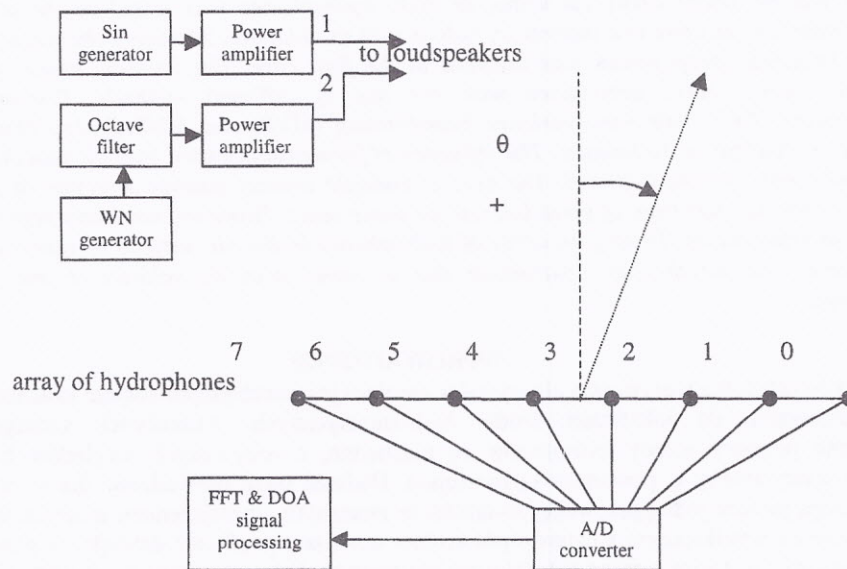 Sin
generator
Power
amplifier
1
to loudspeakers
2
Octave
filter
Power
amplifier
WN
generator
θ
+
7 6 5 4 3 2 1 0
array of hydrophones
FFT & DOA
signal
processing
A/D
converter